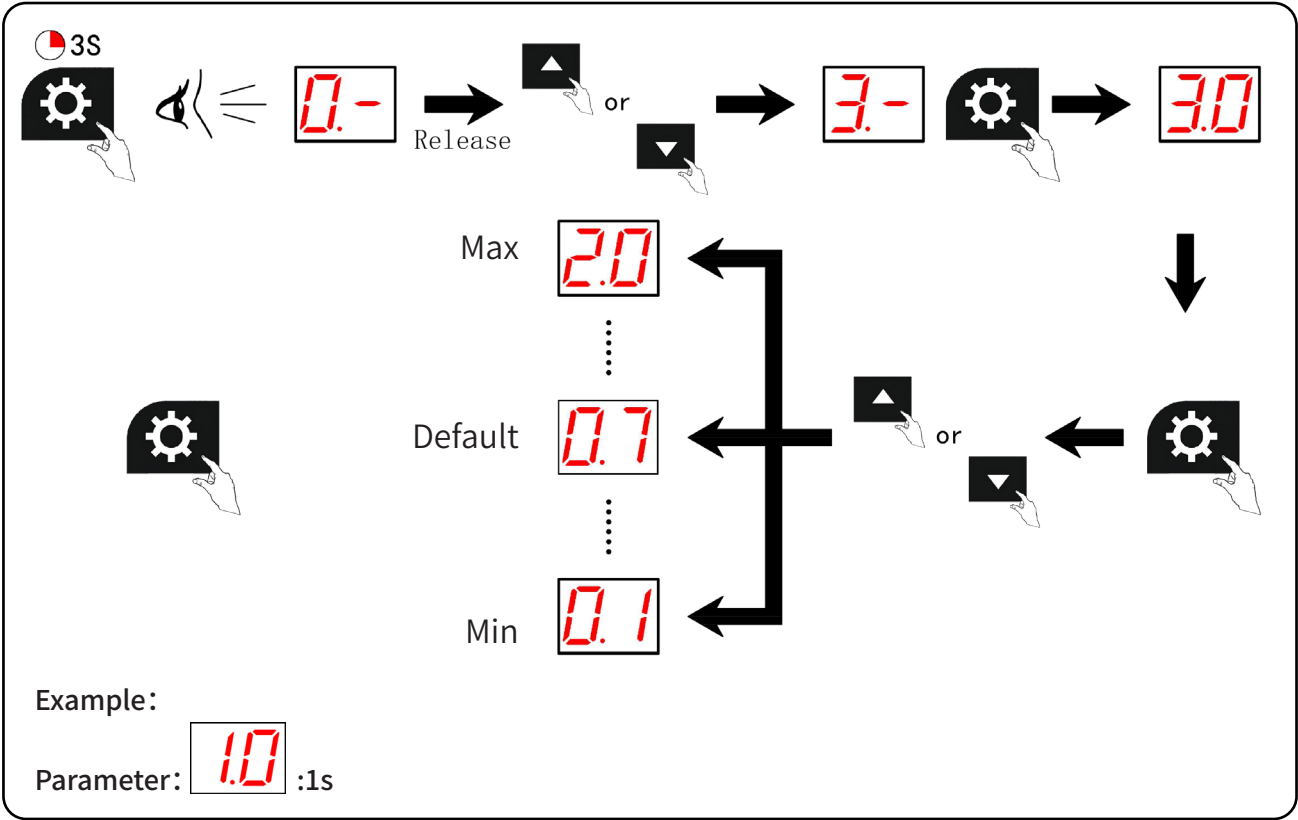 3S
0.-
Release
or
3.-
3.0
Max
2.0
Default
0.7
or
Min
0.1
Example:
Parameter: 1.0 :1s